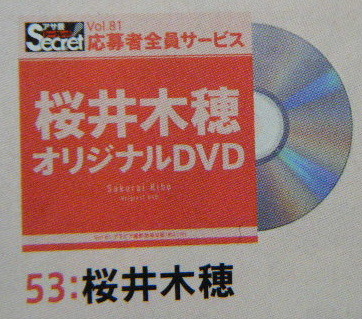 アサ芸
Secret
Vol.81
応募者全員サービス
桜井木穂
オリジナルDVD
Sakurai Kiho
Original DVD
53:桜井木穂